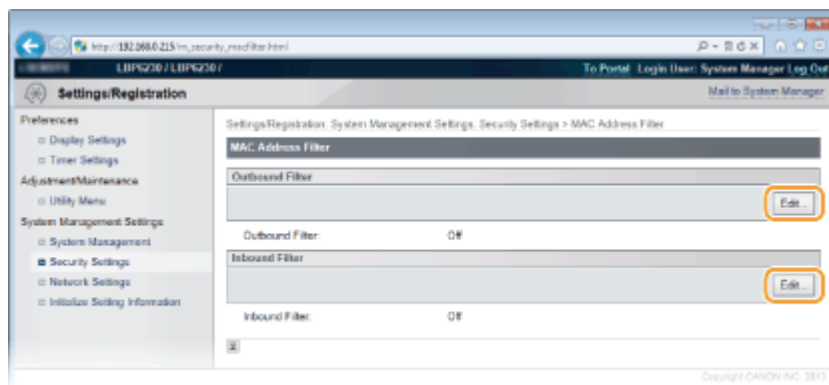 http://192.168.0.215/m_security_macfilter.html
LBP6230 / LBP6230 /
To Portal Login User: System Manager Log Out
Settings/Registration
Mail to System Manager
Preferences
Display Settings
Timer Settings
Adjustment/Maintenance
Utility Menu
System Management Settings
System Management
Security Settings
Network Settings
Initialize Setting Information
Settings/Registration: System Management Settings: Security Settings > MAC Address Filter
MAC Address Filter
Outbound Filter
Edit...
Outbound Filter: Off
Inbound Filter
Edit...
Inbound Filter: Off
Copyright CANON INC. 2013